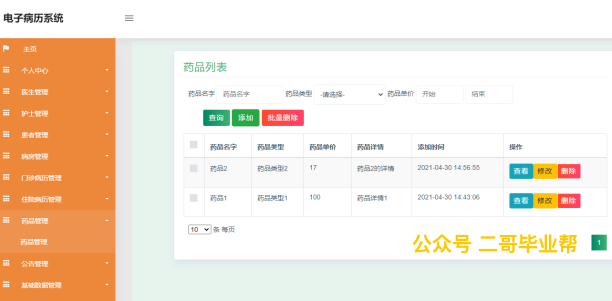 电子病历系统
主页
个人中心
医生管理
护士管理
患者管理
病房管理
门诊病历管理
住院病历管理
药品管理
药品管理
公告管理
基础数据管理
药品列表
药品名字 药品名字 药品类型 -请选择- 药品单价 开始 结束
查询 添加 批量删除
药品名字 药品类型 药品单价 药品详情 添加时间 操作
药品2 药品类型2 17 药品2的详情 2021-04-30 14:56:55 查看 修改 删除
药品1 药品类型1 100 药品详情1 2021-04-30 14:43:06 查看 修改 删除
10 条 每页
公众号 二哥毕业帮
1